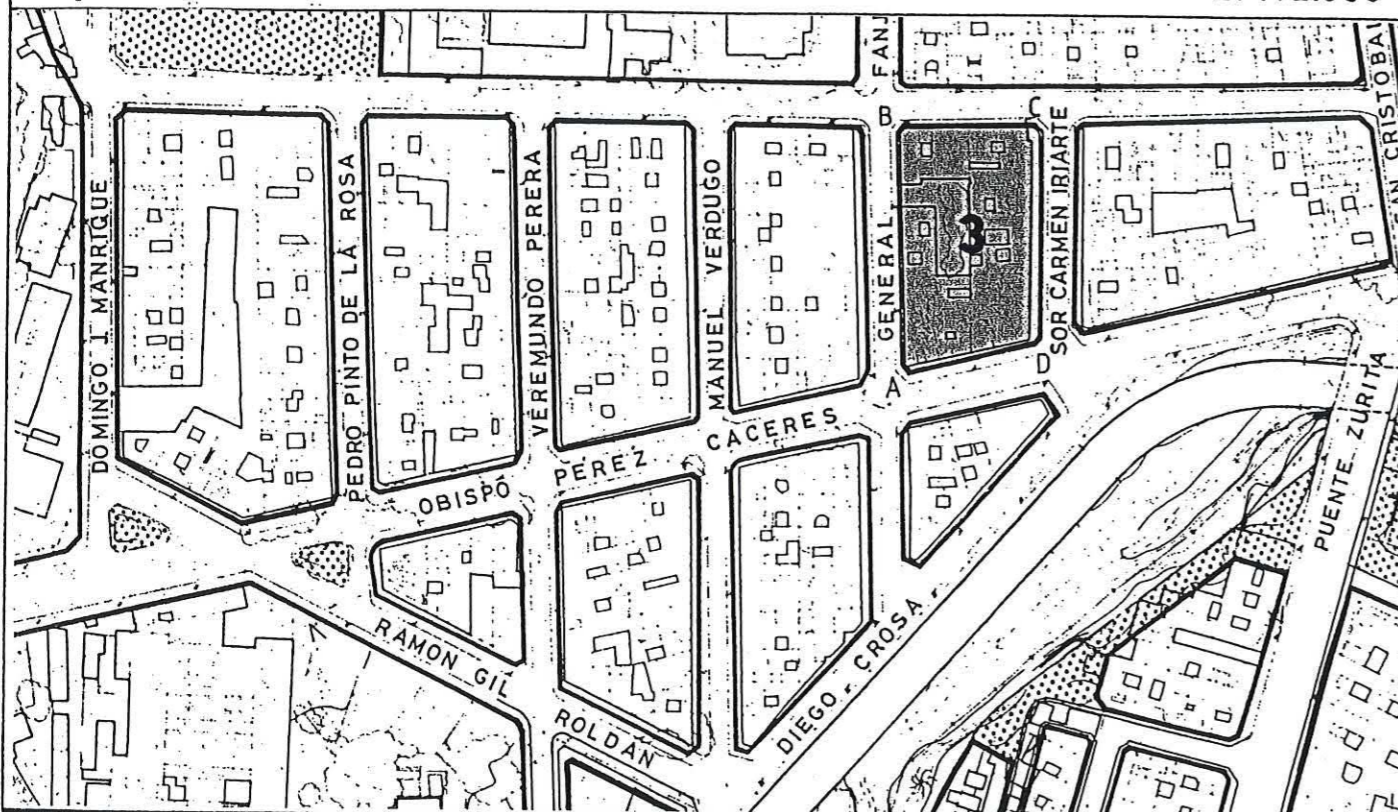 FANJ
N CRISTOBAL
B
C
DOMINGO J MANRIQUE
PEDRO PINTO DE LA ROSA
VEREMUNDO PERERA
MANUEL VERDUGO
GENERAL
3
SOR CARMEN IRIARTE
A
D
OBISPO PEREZ CACERES
PUENTE ZURITA
RAMON GIL ROLDAN
DIEGO CROSA